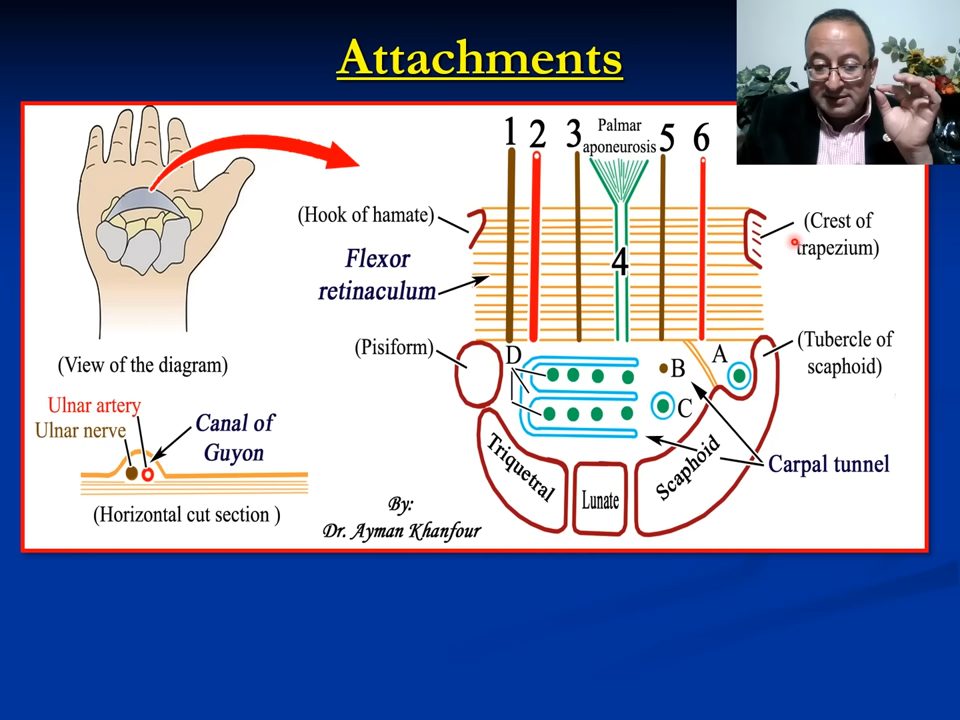 Attachments
1
2
3
Palmar
aponeurosis
5
6
(Hook of hamate)
(Crest of
trapezium)
Flexor
retinaculum
4
(View of the diagram)
(Pisiform)
(Tubercle of
scaphoid)
D
B
A
C
Ulnar artery
Ulnar nerve
Canal of
Guyon
(Horizontal cut section )
Triquetral
Lunate
Scaphoid
Carpal tunnel
By:
Dr. Ayman Khanfour